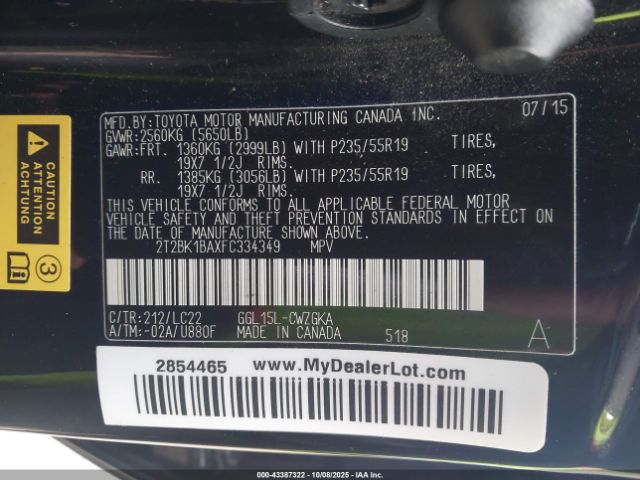 MFD.BY:TOYOTA MOTOR MANUFACTURING CANADA INC. 07/15
GVWR:2560KG (5650LB)
GAWR:FRT. 1360KG (2999LB) WITH P235/55R19 TIRES,
19X7 1/2J RIMS.
RR. 1385KG (3056LB) WITH P235/55R19 TIRES,
19X7 1/2J RIMS.
THIS VEHICLE CONFORMS TO ALL APPLICABLE FEDERAL MOTOR
VEHICLE SAFETY AND THEFT PREVENTION STANDARDS IN EFFECT
ON THE DATE OF MANUFACTURE SHOWN ABOVE.
2T2BK1BAXFC334349 MPV
C/TR:212/LC22 GGL15L-CWZGKA
A/TM:-02A/U880F MADE IN CANADA 518 A
CAUTION
ATTENTION
ACHTUNG
3
2854465 www.MyDealerLot.com
000-43387322 - 10/08/2025 - IAA Inc.